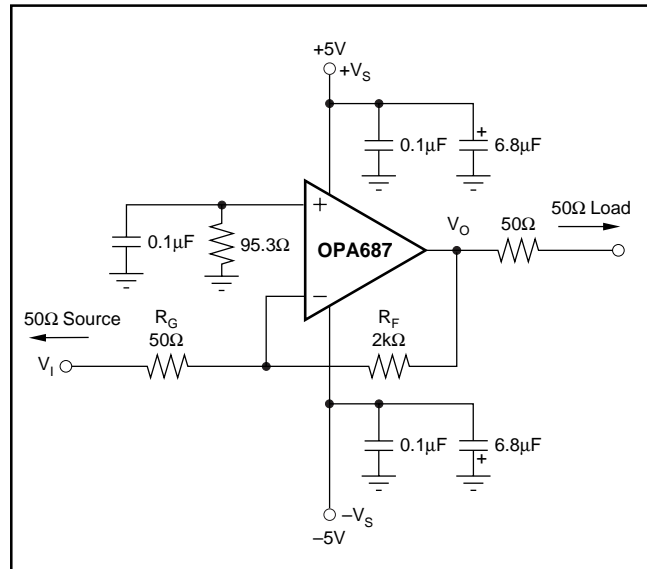 +5V
+V_S
0.1µF
6.8µF
+
+
0.1µF
95.3Ω
OPA687
–
V_O
50Ω
50Ω Load
50Ω Source
V_I
R_G
50Ω
R_F
2kΩ
0.1µF
6.8µF
+
–V_S
–5V